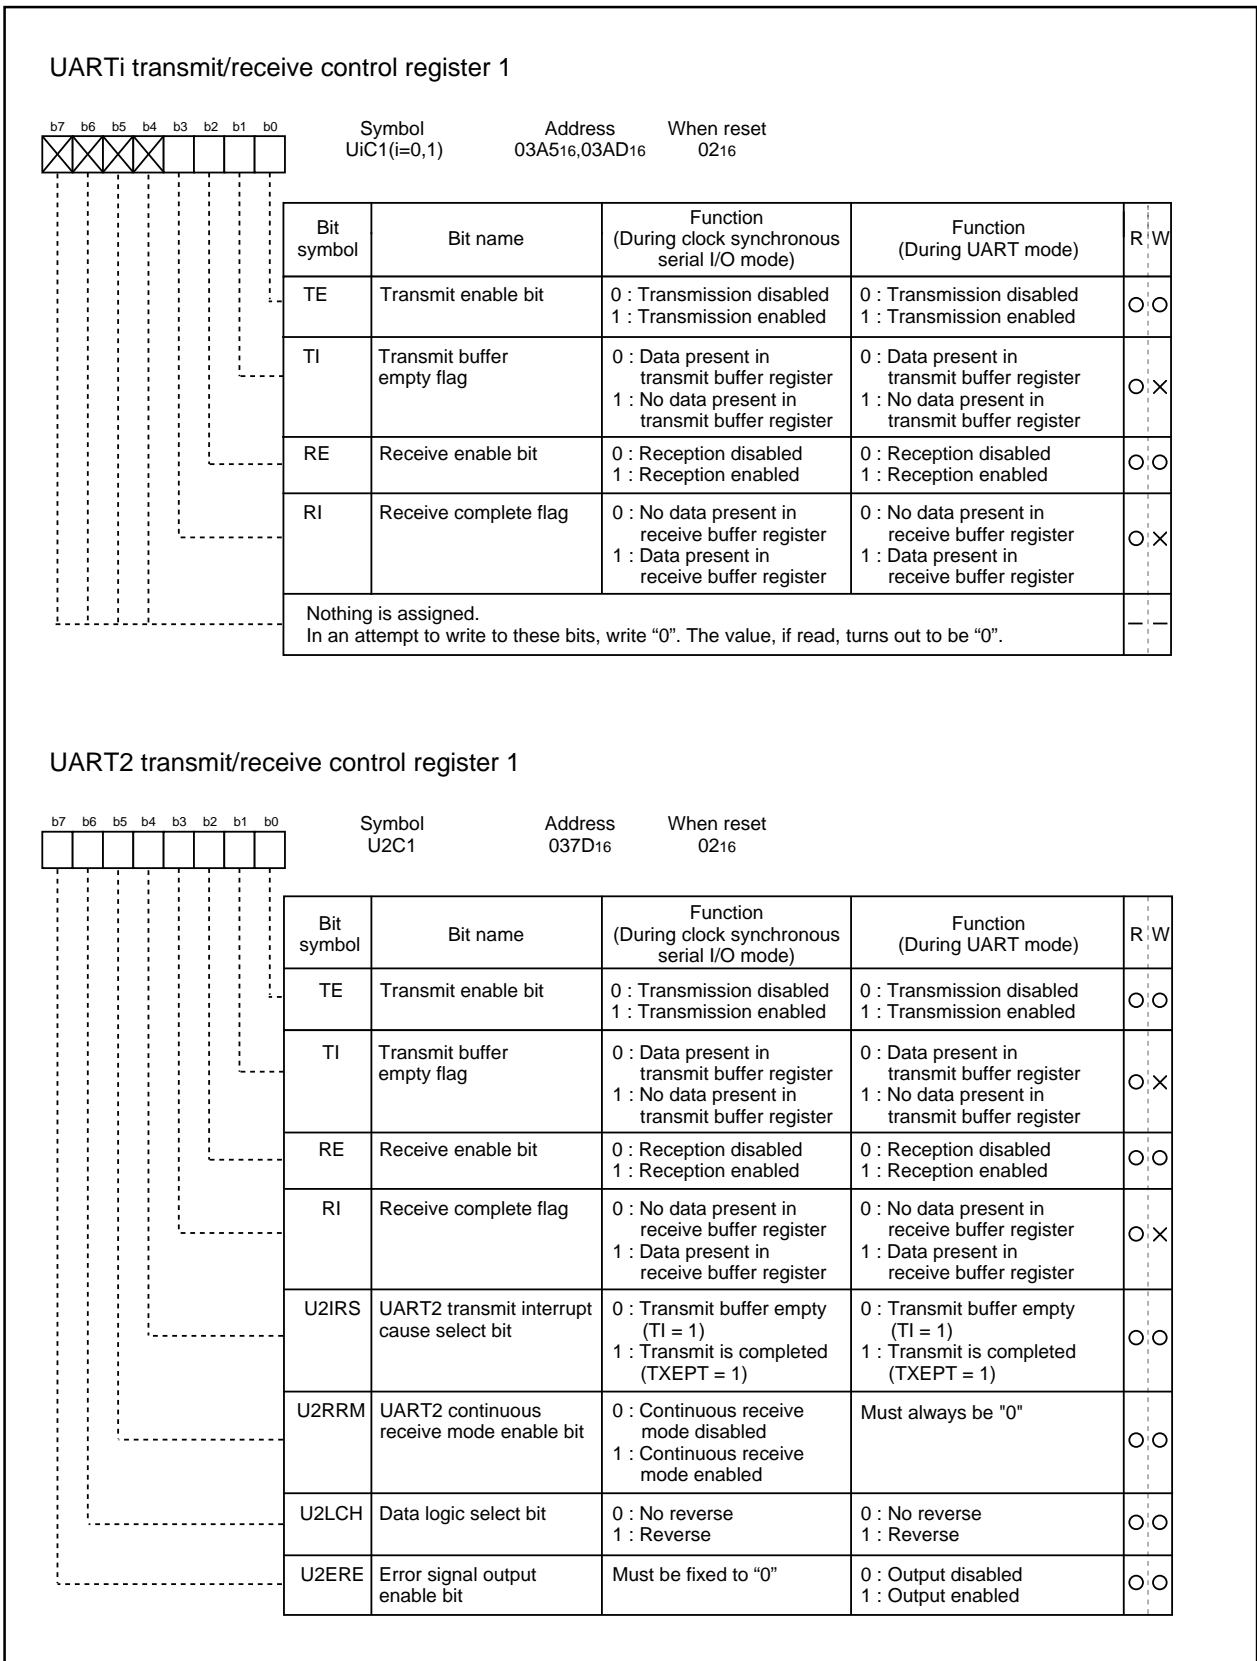 UARTi transmit/receive control register 1
b7 b6 b5 b4 b3 b2 b1 b0
Symbol Address When reset
UiC1(i=0,1) 03A516,03AD16 0216
Bit symbol Bit name Function (During clock synchronous serial I/O mode) Function (During UART mode) R W
TE Transmit enable bit 0 : Transmission disabled 0 : Transmission disabled
1 : Transmission enabled 1 : Transmission enabled
TI Transmit buffer 0 : Data present in 0 : Data present in
empty flag transmit buffer register transmit buffer register
1 : No data present in 1 : No data present in
transmit buffer register transmit buffer register
RE Receive enable bit 0 : Reception disabled 0 : Reception disabled
1 : Reception enabled 1 : Reception enabled
RI Receive complete flag 0 : No data present in 0 : No data present in
receive buffer register receive buffer register
1 : Data present in 1 : Data present in
receive buffer register receive buffer register
Nothing is assigned.
In an attempt to write to these bits, write “0”. The value, if read, turns out to be “0”.
UART2 transmit/receive control register 1
b7 b6 b5 b4 b3 b2 b1 b0
Symbol Address When reset
U2C1 037D16 0216
Bit symbol Bit name Function (During clock synchronous serial I/O mode) Function (During UART mode) R W
TE Transmit enable bit 0 : Transmission disabled 0 : Transmission disabled
1 : Transmission enabled 1 : Transmission enabled
TI Transmit buffer 0 : Data present in 0 : Data present in
empty flag transmit buffer register transmit buffer register
1 : No data present in 1 : No data present in
transmit buffer register transmit buffer register
RE Receive enable bit 0 : Reception disabled 0 : Reception disabled
1 : Reception enabled 1 : Reception enabled
RI Receive complete flag 0 : No data present in 0 : No data present in
receive buffer register receive buffer register
1 : Data present in 1 : Data present in
receive buffer register receive buffer register
U2IRS UART2 transmit interrupt 0 : Transmit buffer empty 0 : Transmit buffer empty
cause select bit (TI = 1) (TI = 1)
1 : Transmit is completed 1 : Transmit is completed
(TXEPT = 1) (TXEPT = 1)
U2RRM UART2 continuous 0 : Continuous receive Must always be "0"
receive mode enable bit mode disabled
1 : Continuous receive
mode enabled
U2LCH Data logic select bit 0 : No reverse 0 : No reverse
1 : Reverse 1 : Reverse
U2ERE Error signal output Must be fixed to “0” 0 : Output disabled
enable bit 1 : Output enabled